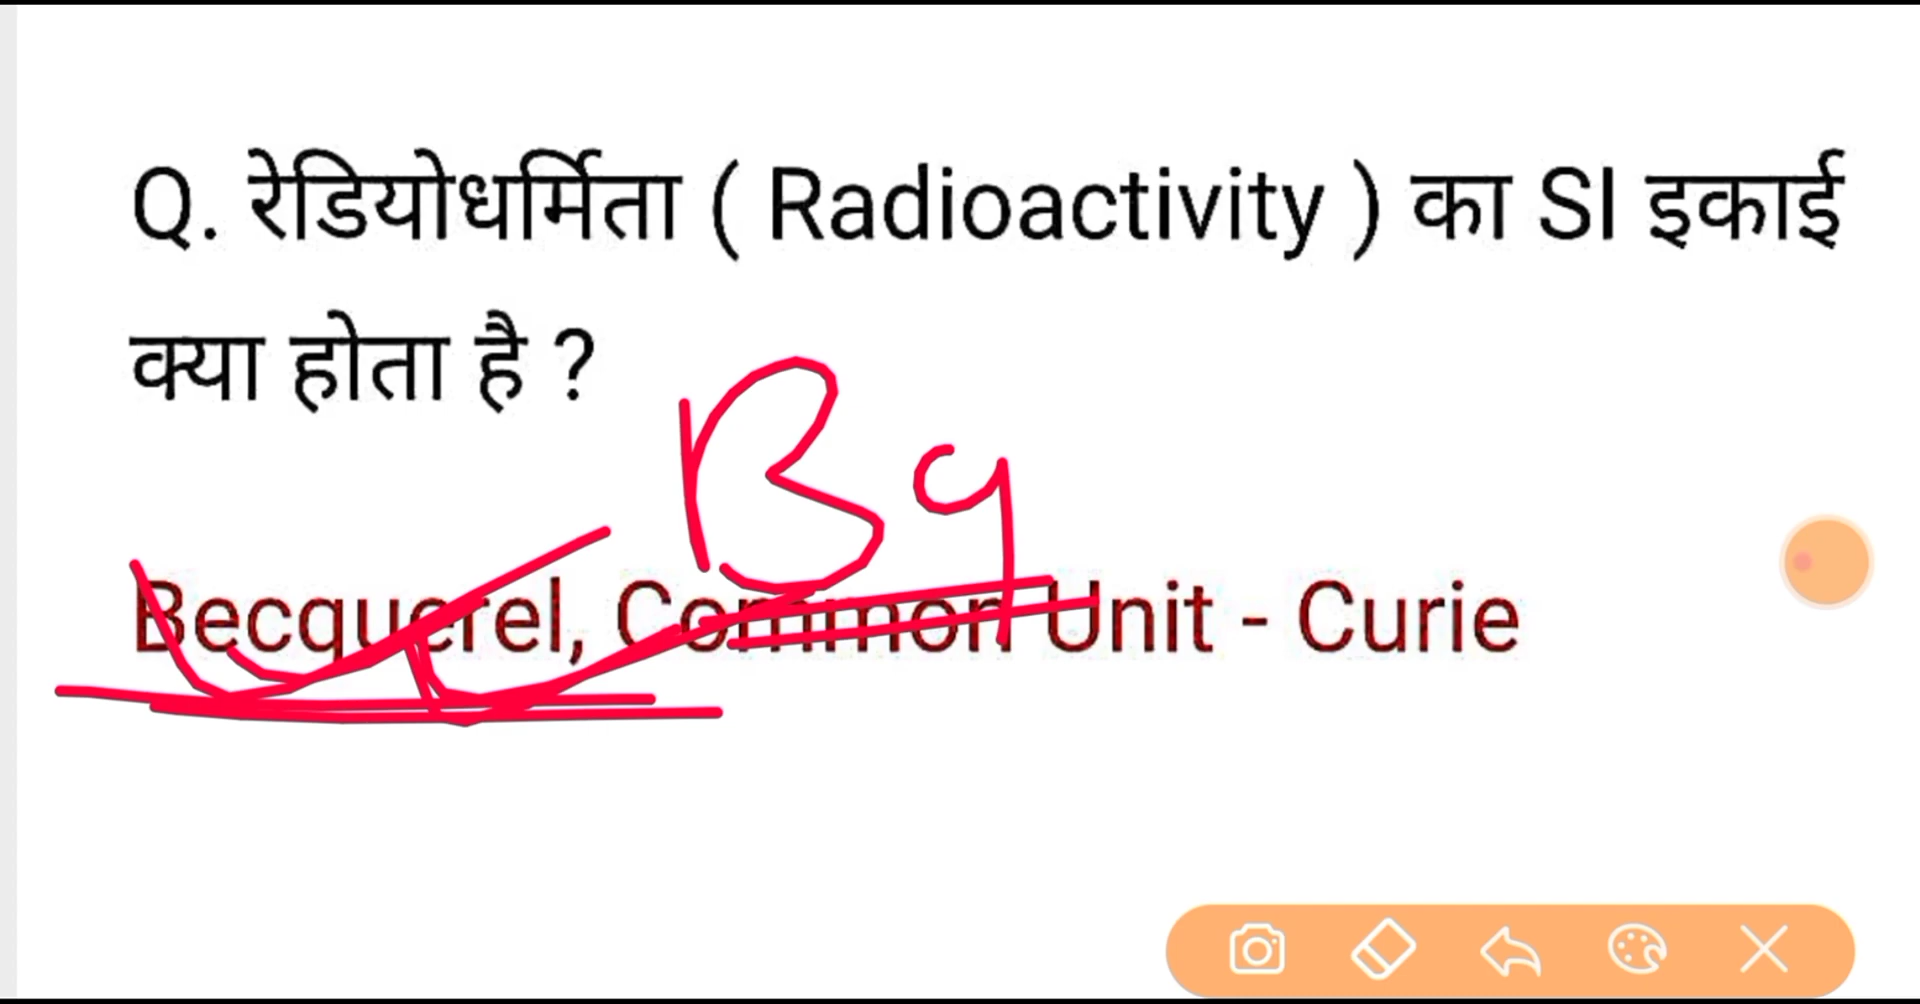 Q. रेडियोधर्मिता ( Radioactivity ) का SI इकाई
क्या होता है ?
Bq
Becquerel, Common Unit - Curie